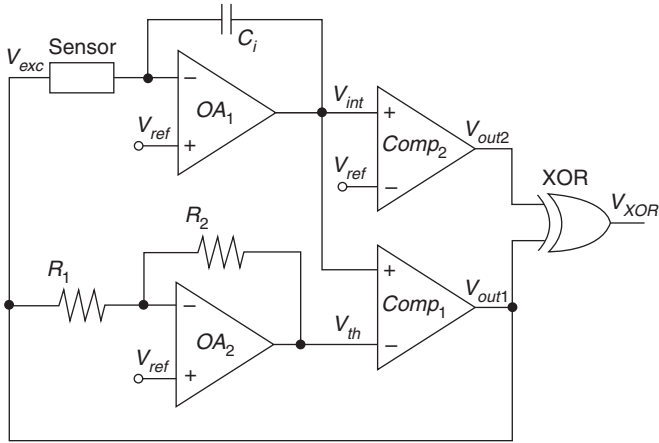 Sensor
C_i
V_exc
−
OA_1
V_ref
+
V_int
+
Comp_2
V_out2
V_ref
−
XOR
V_XOR
R_2
R_1
−
OA_2
V_ref
+
V_th
+
Comp_1
V_out1
−